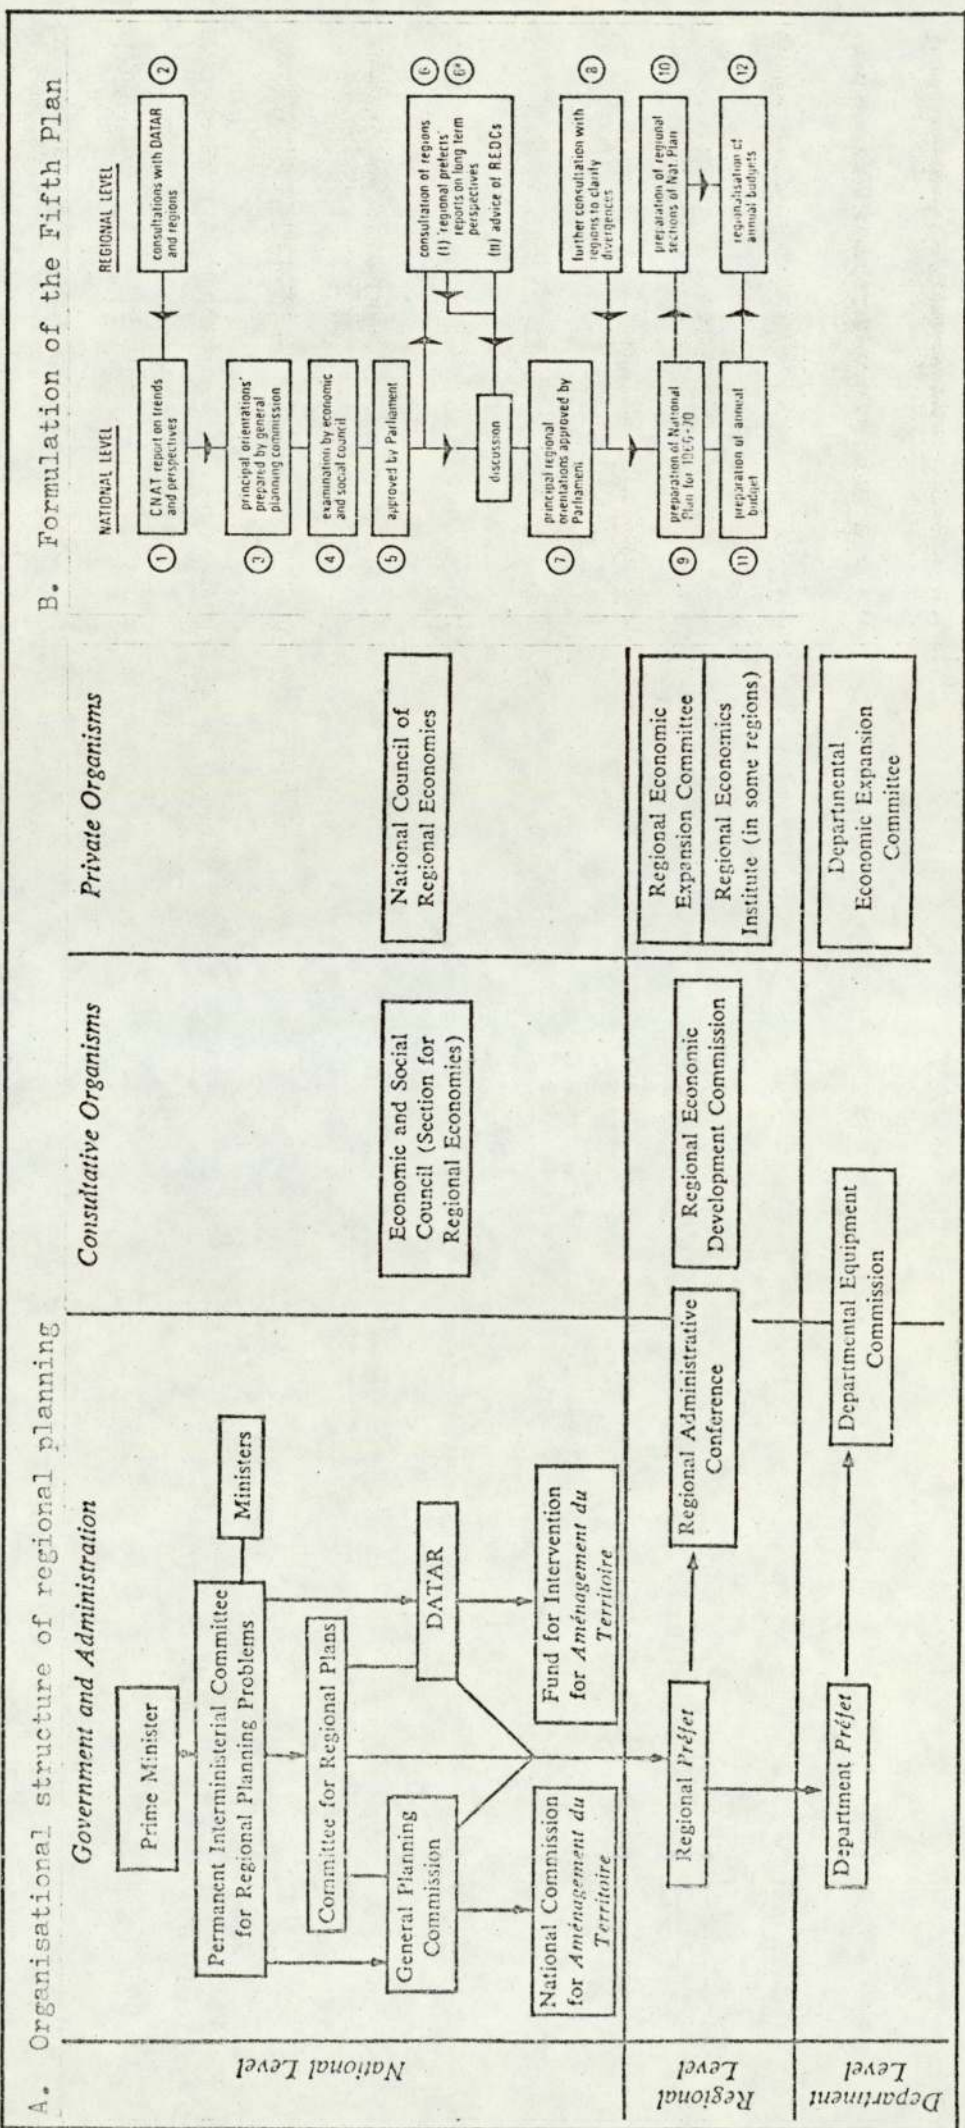 A. Organisational structure of regional planning
Government and Administration
Consultative Organisms
Private Organisms
National Level
Prime Minister
Permanent Interministerial Committee
for Regional Planning Problems
Ministers
Committee for Regional Plans
General Planning
Commission
DATAR
National Commission
for Aménagement du
Territoire
Fund for Intervention
for Aménagement du
Territoire
Economic and Social
Council (Section for
Regional Economies)
National Council of
Regional Economies
Regional
Level
Regional Préfet
Regional Administrative
Conference
Regional Economic
Development Commission
Regional Economic
Expansion Committee
Regional Economics
Institute (in some regions)
Department
Level
Department Préfet
Departmental Equipment
Commission
Departmental
Economic Expansion
Committee
B. Formulation of the Fifth Plan
NATIONAL LEVEL
REGIONAL LEVEL
1
CNAT report on trends
and perspectives
consultations with DATAR
and regions
2
3
principal orientations'
prepared by general
planning commission
4
examination by economic
and social council
5
approved by Parliament
consultation of regions
(i) 'regional prefects'
reports on long term
perspectives
(ii) advice of REDCs
6
6a
discussion
7
principal regional
orientations approved by
Parliament
further consultation with
regions to clarify
divergences
8
9
preparation of National
Plan for 1966-70
preparation of regional
sections of Nat. Plan
10
11
preparation of annual
budget
regionalisation of
annual budgets
12